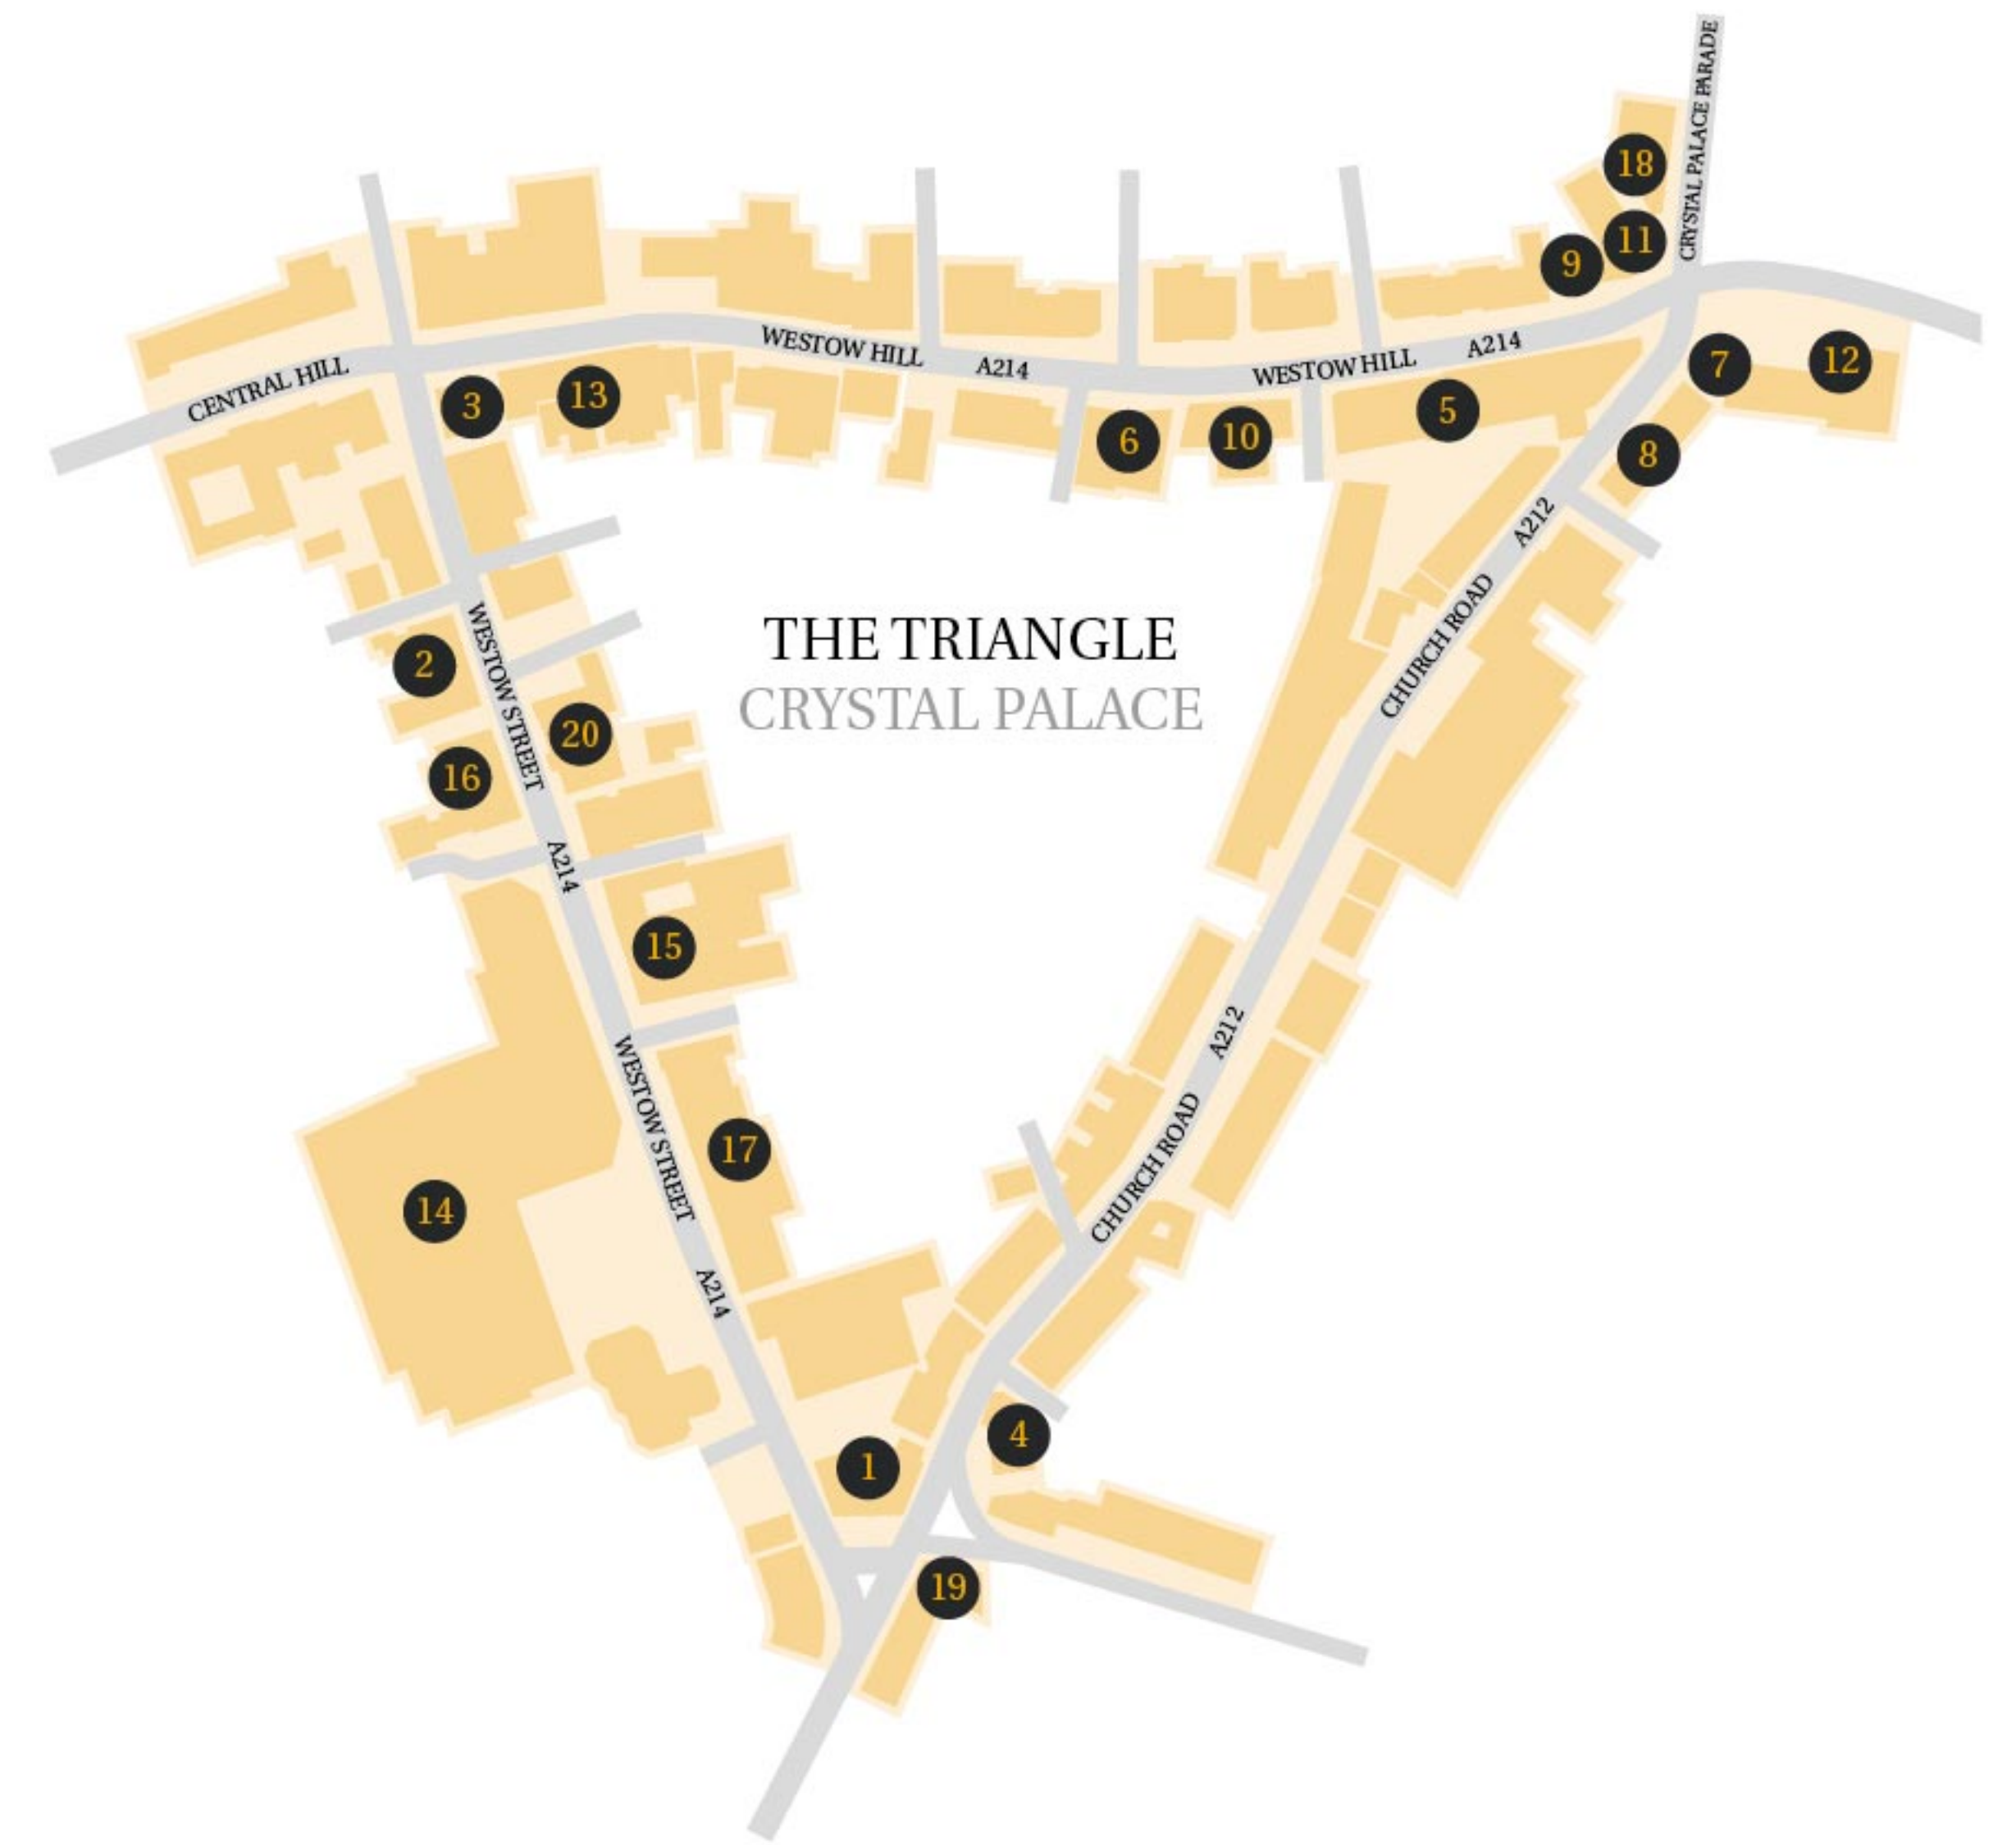 CRYSTAL PALACE PARADE
18
11
9
CENTRAL HILL
WESTOW HILL
A214
WESTOW HILL
A214
3
13
6
10
5
7
12
8
A212
CHURCH ROAD
THE TRIANGLE
CRYSTAL PALACE
WESTOW STREET
2
20
16
A214
15
WESTOW STREET
17
14
A214
A212
CHURCH ROAD
4
1
19